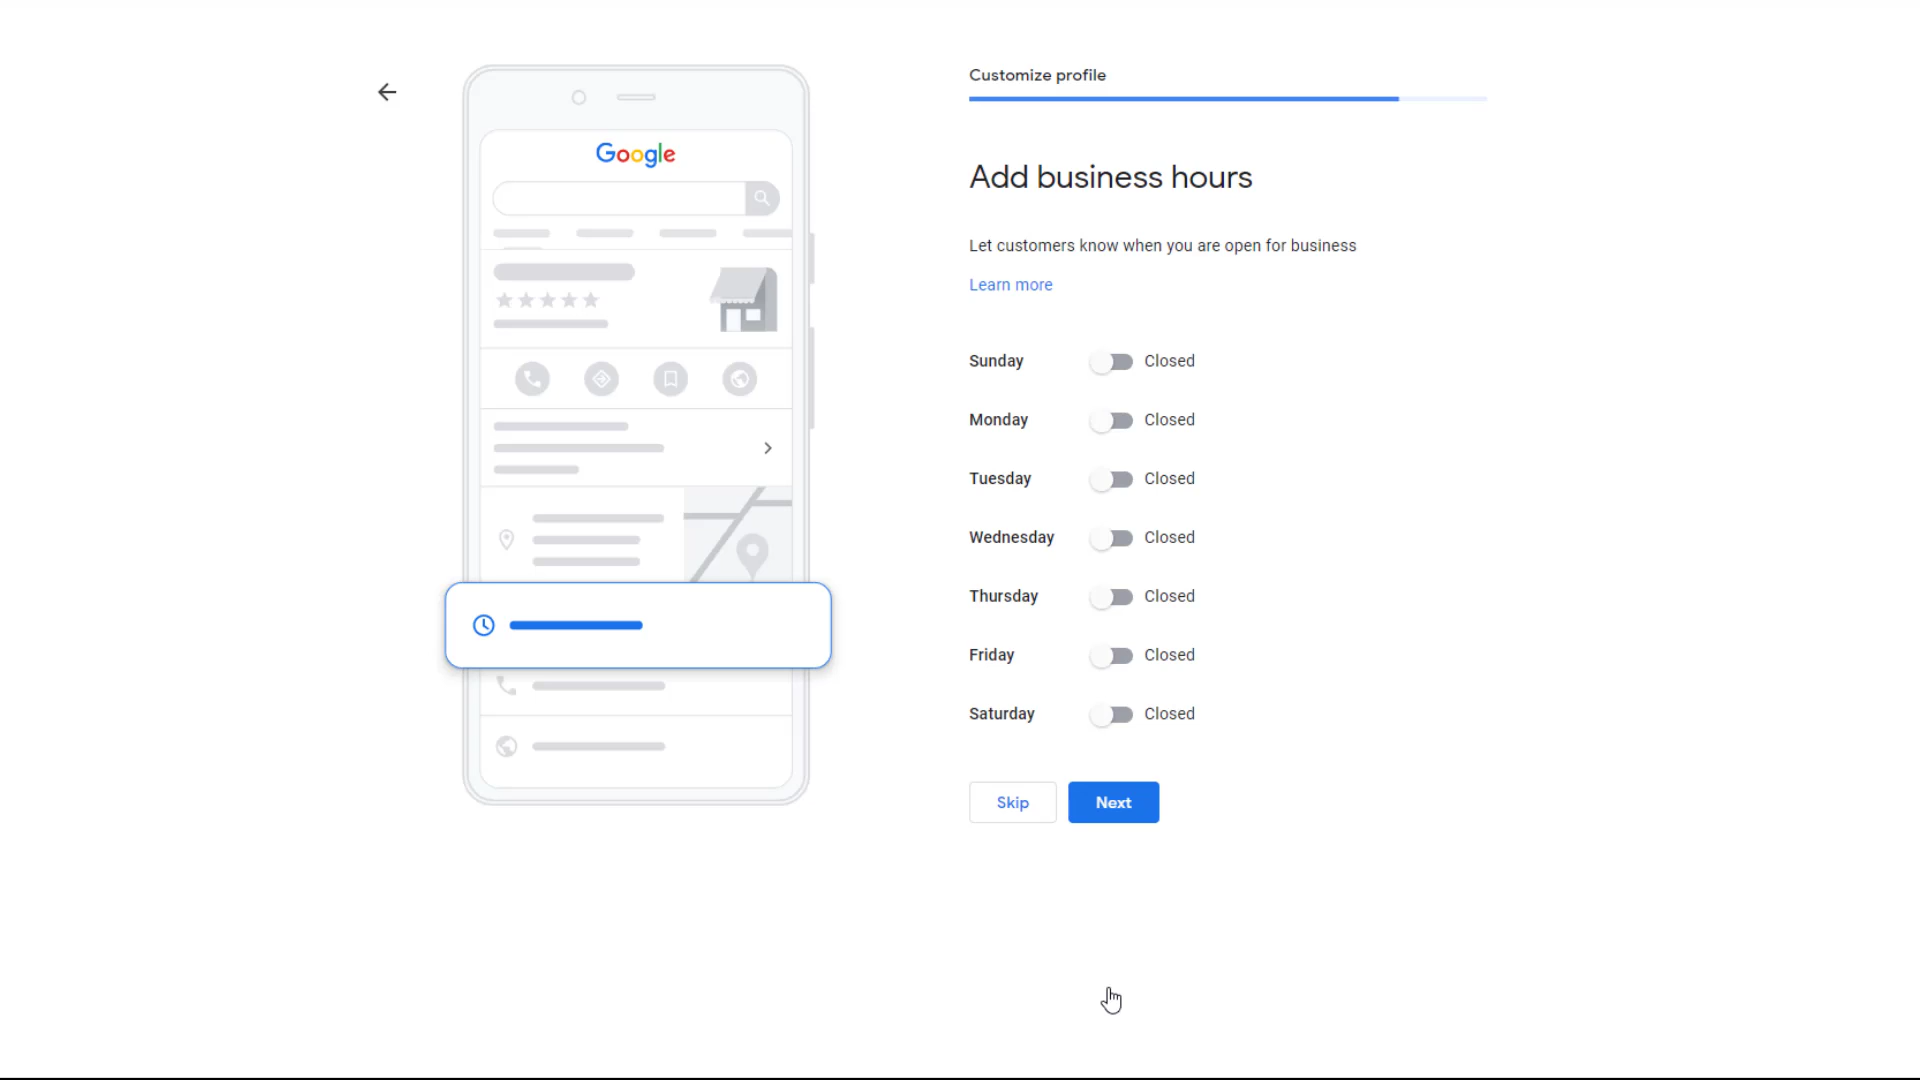 Google
Customize profile
Add business hours
Let customers know when you are open for business
Learn more
Sunday Closed
Monday Closed
Tuesday Closed
Wednesday Closed
Thursday Closed
Friday Closed
Saturday Closed
Skip Next